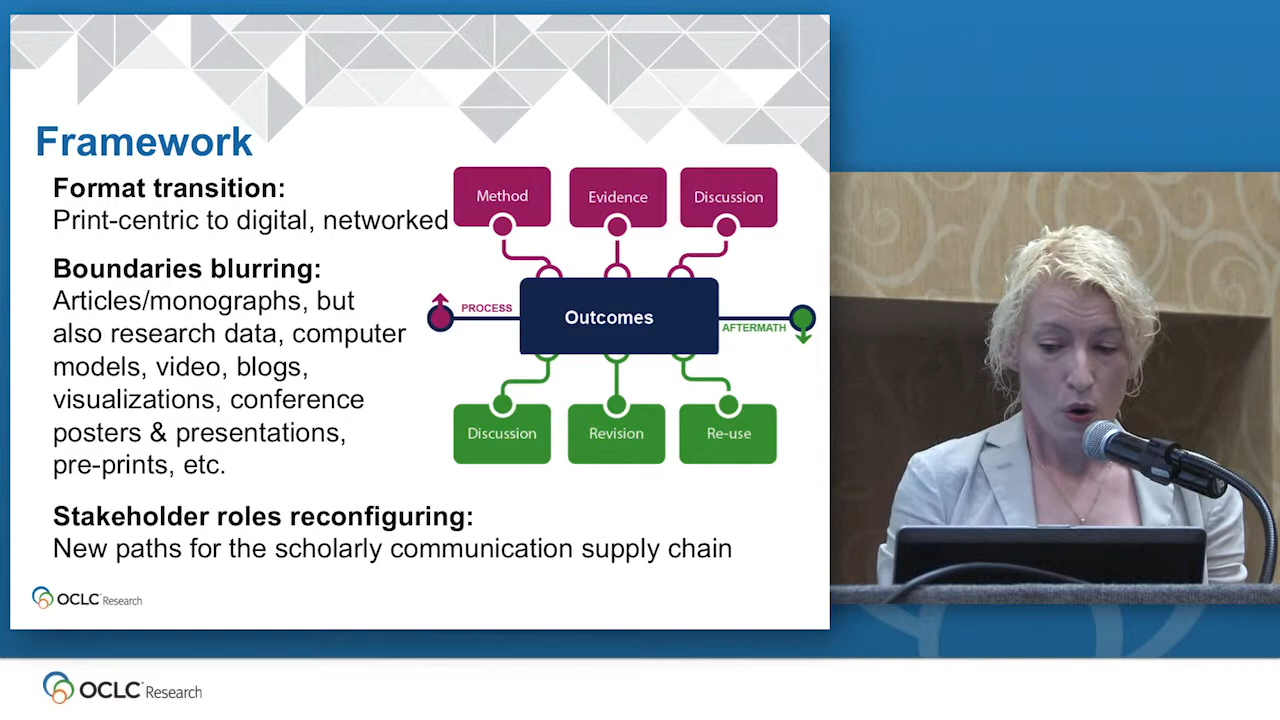 Framework
Format transition:
Print-centric to digital, networked
Boundaries blurring:
Articles/monographs, but
also research data, computer
models, video, blogs,
visualizations, conference
posters & presentations,
pre-prints, etc.
Stakeholder roles reconfiguring:
New paths for the scholarly communication supply chain
Method
Evidence
Discussion
PROCESS
Outcomes
AFTERMATH
Discussion
Revision
Re-use
OCLC Research
OCLC Research